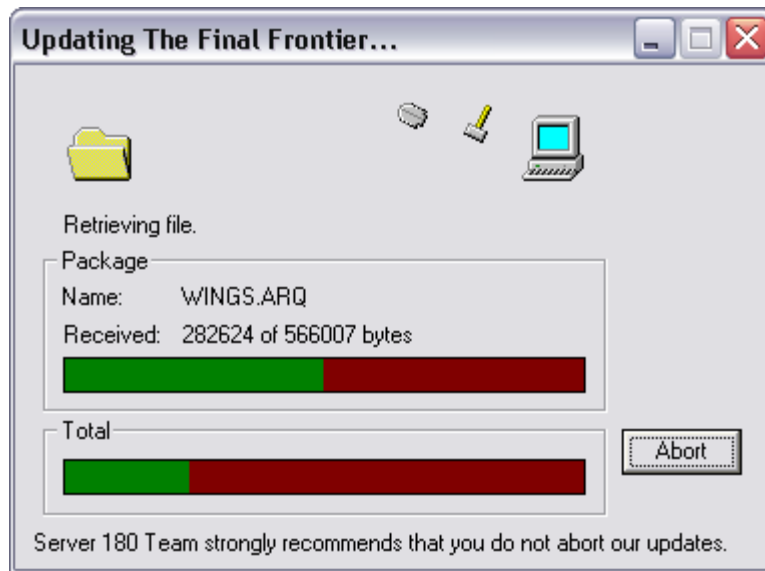 Updating The Final Frontier...
Retrieving file.
Package
Name: WINGS.ARQ
Received: 282624 of 566007 bytes
Total
Abort
Server 180 Team strongly recommends that you do not abort our updates.